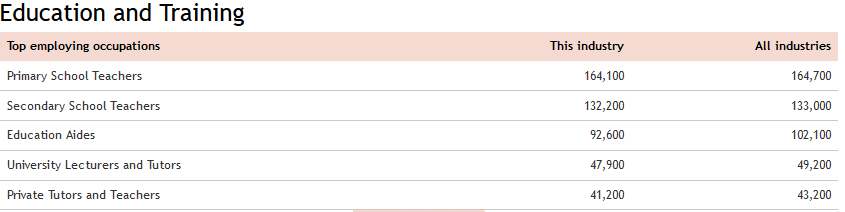 Education and Training
Top employing occupations This industry All industries
Primary School Teachers 164,100 164,700
Secondary School Teachers 132,200 133,000
Education Aides 92,600 102,100
University Lecturers and Tutors 47,900 49,200
Private Tutors and Teachers 41,200 43,200